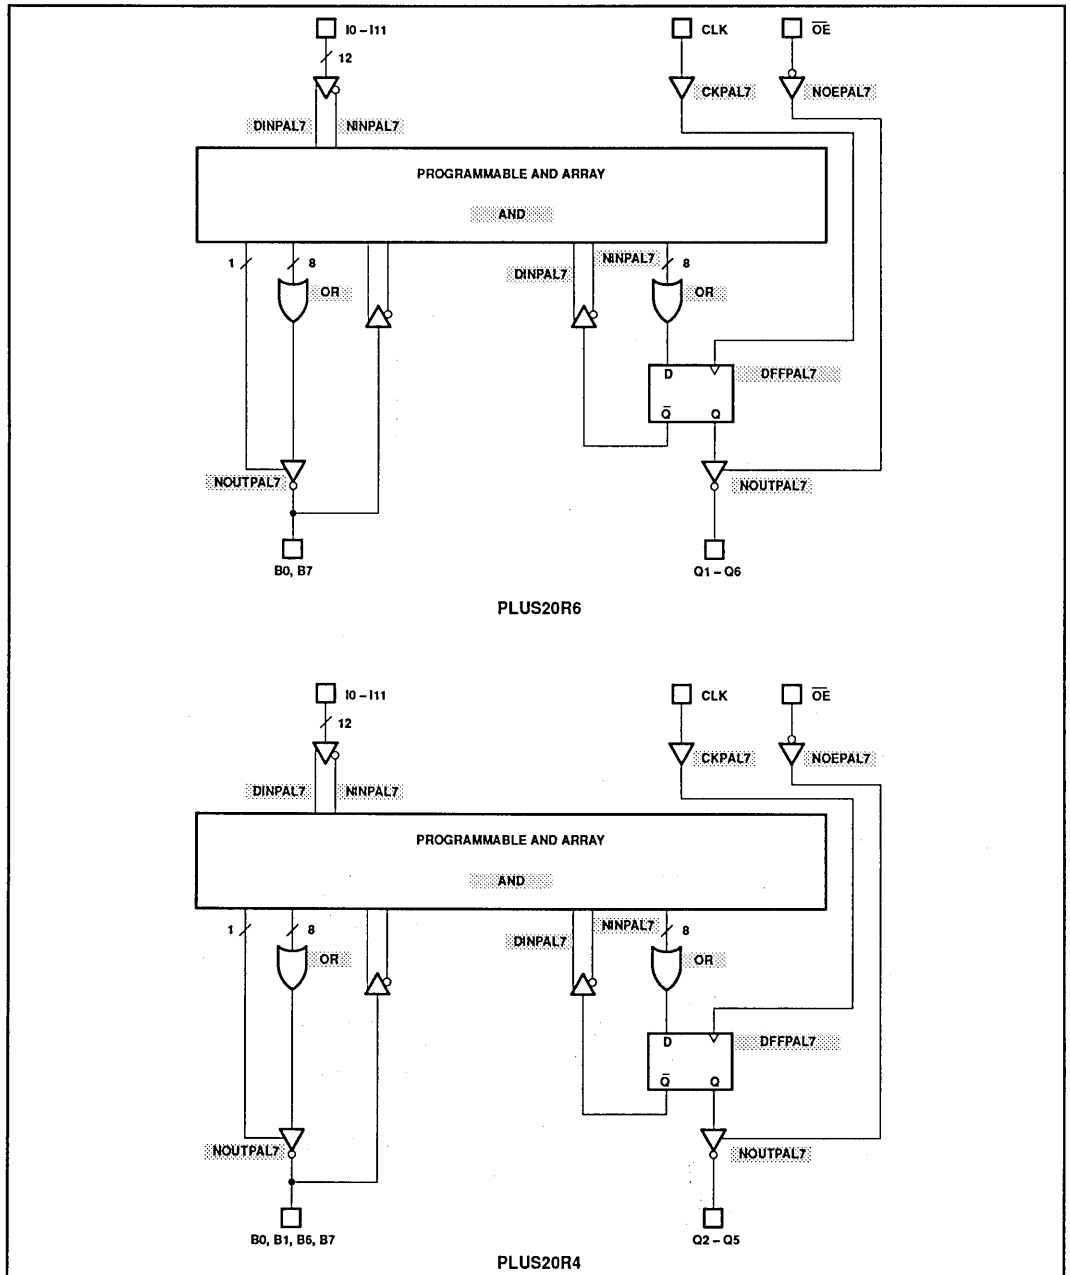 I0 – I11
CLK
OE
12
CKPAL7
NOEPAL7
DINPAL7
NINPAL7
PROGRAMMABLE AND ARRAY
AND
1
8
NINPAL7
8
DINPAL7
OR
OR
D
DFFPAL7
Q
Q
NOUTPAL7
NOUTPAL7
B0, B7
Q1 – Q6
PLUS20R6
I0 – I11
CLK
OE
12
CKPAL7
NOEPAL7
DINPAL7
NINPAL7
PROGRAMMABLE AND ARRAY
AND
1
8
NINPAL7
8
DINPAL7
OR
OR
D
DFFPAL7
Q
Q
NOUTPAL7
NOUTPAL7
B0, B1, B6, B7
Q2 – Q5
PLUS20R4